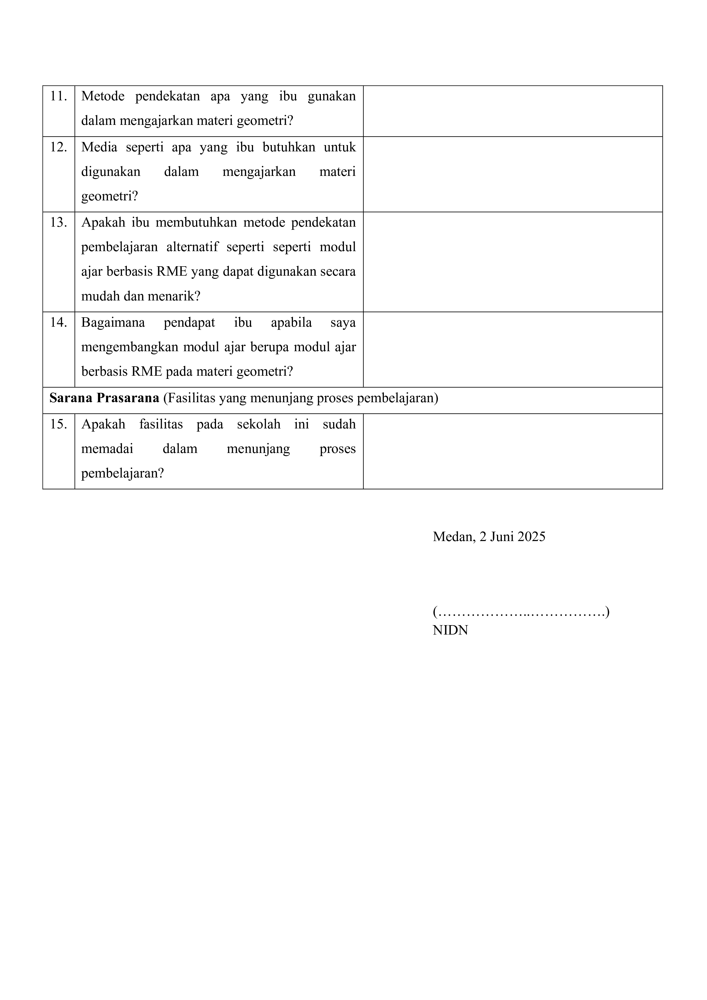 11. Metode pendekatan apa yang ibu gunakan
dalam mengajarkan materi geometri?
12. Media seperti apa yang ibu butuhkan untuk
digunakan dalam mengajarkan materi
geometri?
13. Apakah ibu membutuhkan metode pendekatan
pembelajaran alternatif seperti seperti modul
ajar berbasis RME yang dapat digunakan secara
mudah dan menarik?
14. Bagaimana pendapat ibu apabila saya
mengembangkan modul ajar berupa modul ajar
berbasis RME pada materi geometri?
Sarana Prasarana (Fasilitas yang menunjang proses pembelajaran)
15. Apakah fasilitas pada sekolah ini sudah
memadai dalam menunjang proses
pembelajaran?
Medan, 2 Juni 2025
(…………………..…………….)
NIDN